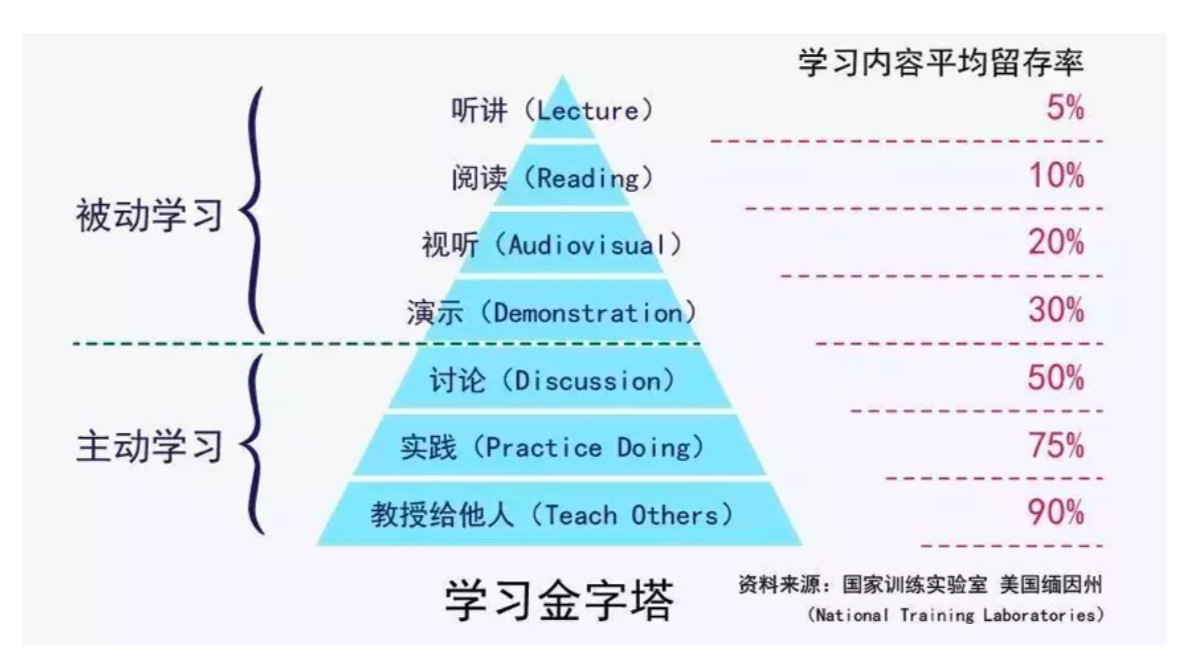 学习内容平均留存率
听讲（Lecture） 5%
阅读（Reading） 10%
被动学习
视听（Audiovisual） 20%
演示（Demonstration） 30%
讨论（Discussion） 50%
主动学习
实践（Practice Doing） 75%
教授给他人（Teach Others） 90%
学习金字塔
资料来源：国家训练实验室 美国缅因州
（National Training Laboratories）